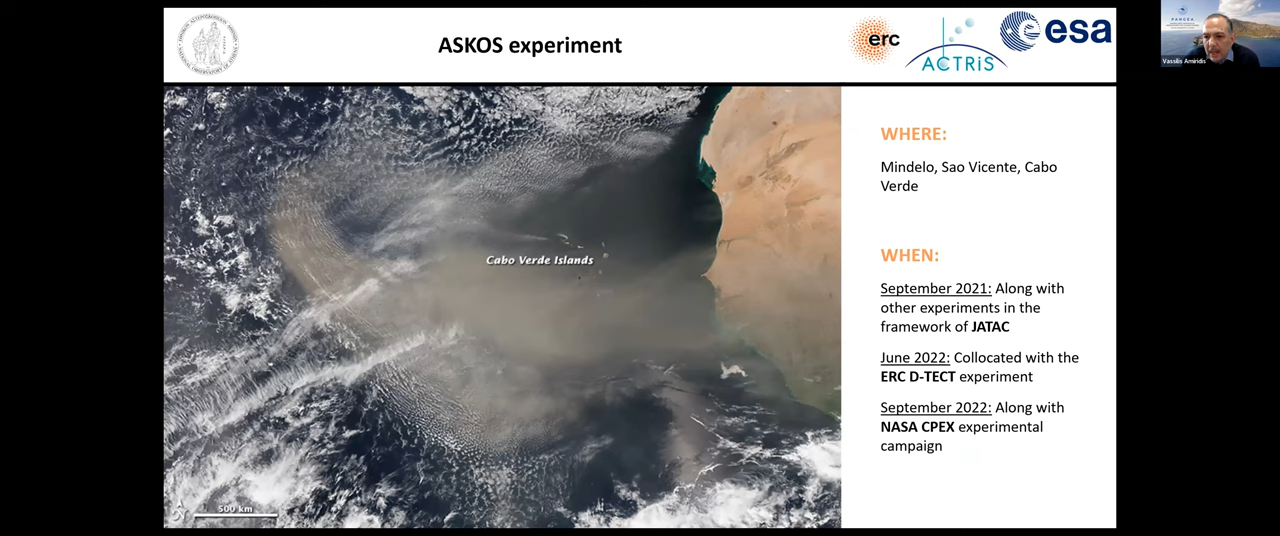 ASKOS experiment
erc
ACTRiS
esa
PANGEA
Vassilis Amiridis
Cabo Verde Islands
500 km
WHERE:
Mindelo, Sao Vicente, Cabo
Verde
WHEN:
September 2021: Along with
other experiments in the
framework of JATAC
June 2022: Collocated with the
ERC D-TECT experiment
September 2022: Along with
NASA CPEX experimental
campaign